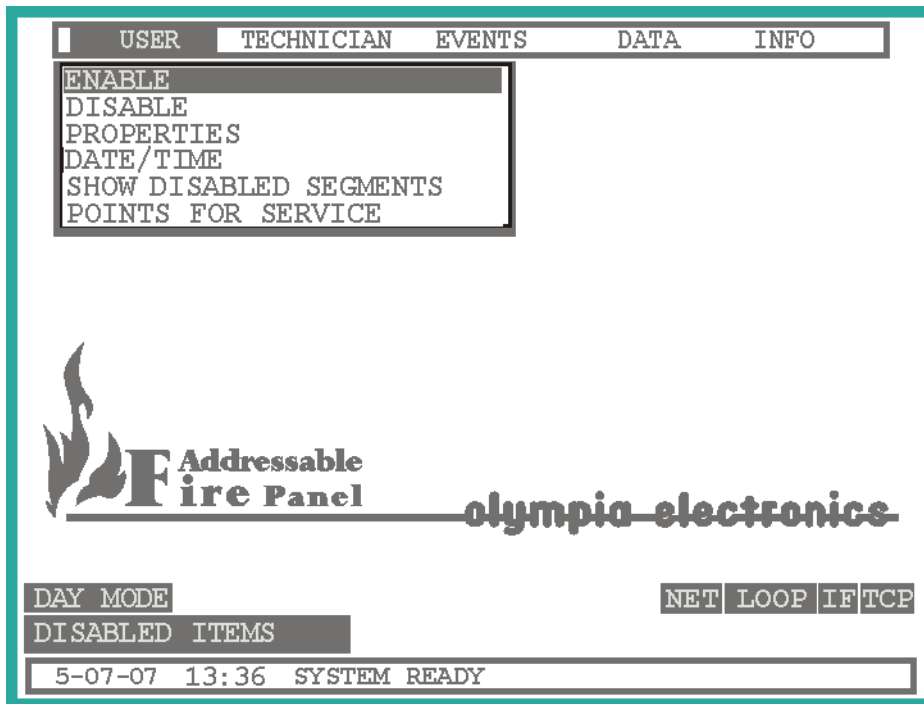 USER TECHNICIAN EVENTS DATA INFO
ENABLE
DISABLE
PROPERTIES
DATE/TIME
SHOW DISABLED SEGMENTS
POINTS FOR SERVICE
Addressable
Fire Panel
olympia electronics
DAY MODE
NET LOOP IF TCP
DISABLED ITEMS
5-07-07 13:36 SYSTEM READY